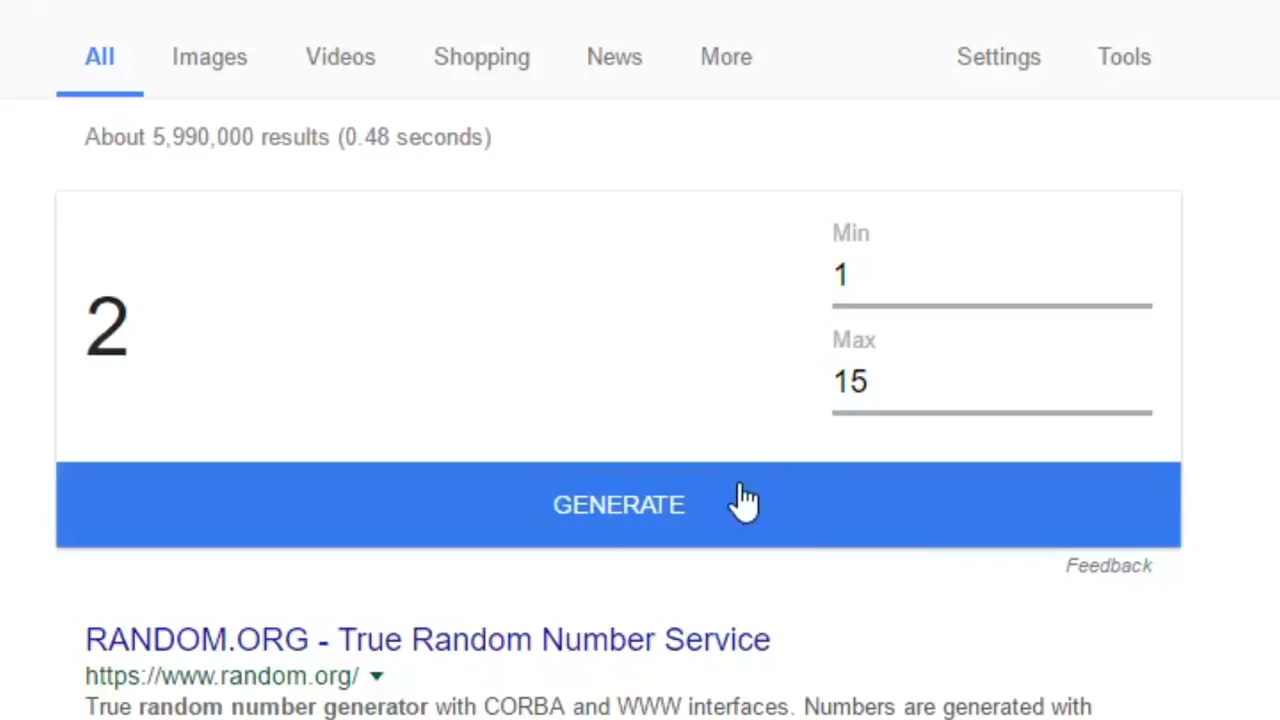 All Images Videos Shopping News More Settings Tools
About 5,990,000 results (0.48 seconds)
Min
1
2
Max
15
GENERATE
Feedback
RANDOM.ORG - True Random Number Service
https://www.random.org/
True random number generator with CORBA and WWW interfaces. Numbers are generated with